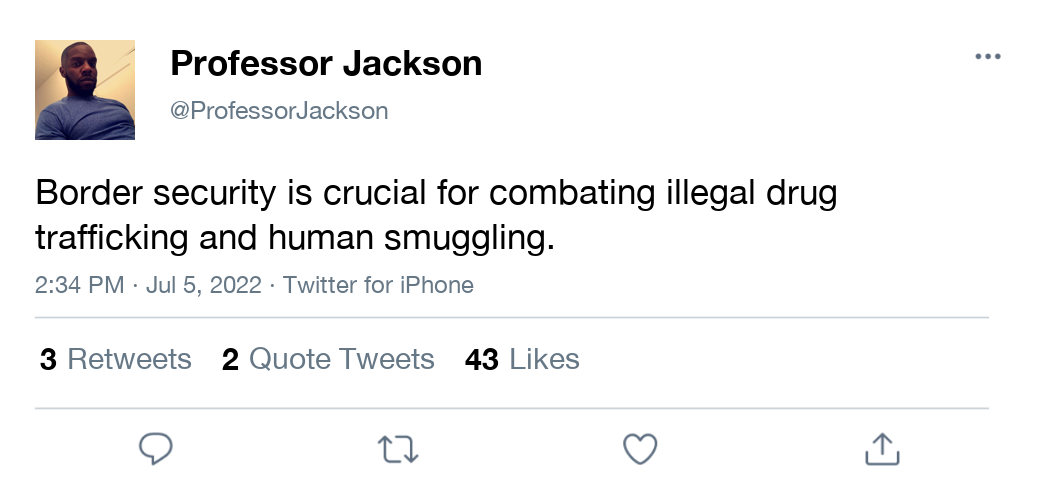 Professor Jackson
@ProfessorJackson
Border security is crucial for combating illegal drug
trafficking and human smuggling.
2:34 PM · Jul 5, 2022 · Twitter for iPhone
3 Retweets 2 Quote Tweets 43 Likes